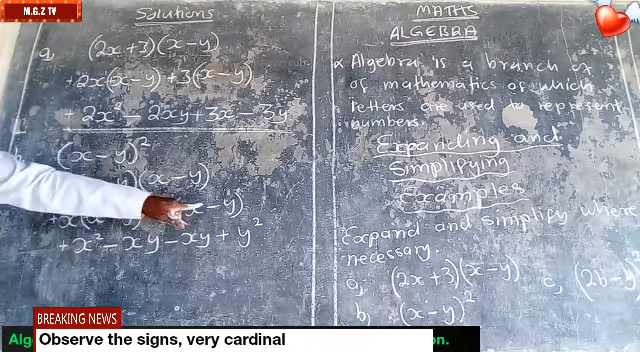 M.G.Z TV
Solutions
a, (2x+3)(x-y)
+2x(x-y)+3(x-y)
+2x²-2xy+3x-3y
(x-y)²
(x-y)
-y)
+x²-xy-xy+y²
MATHS
ALGEBRA
Algebra is a branch of
of mathematics of which
letters are used to represent
numbers.
Expanding and
Simplifying
Examples
Expand and simplify where
necessary.
a, (2x+3)(x-y) c, (2h-y)²
b, (x-y)²
BREAKING NEWS
Alg
Observe the signs, very cardinal
on.